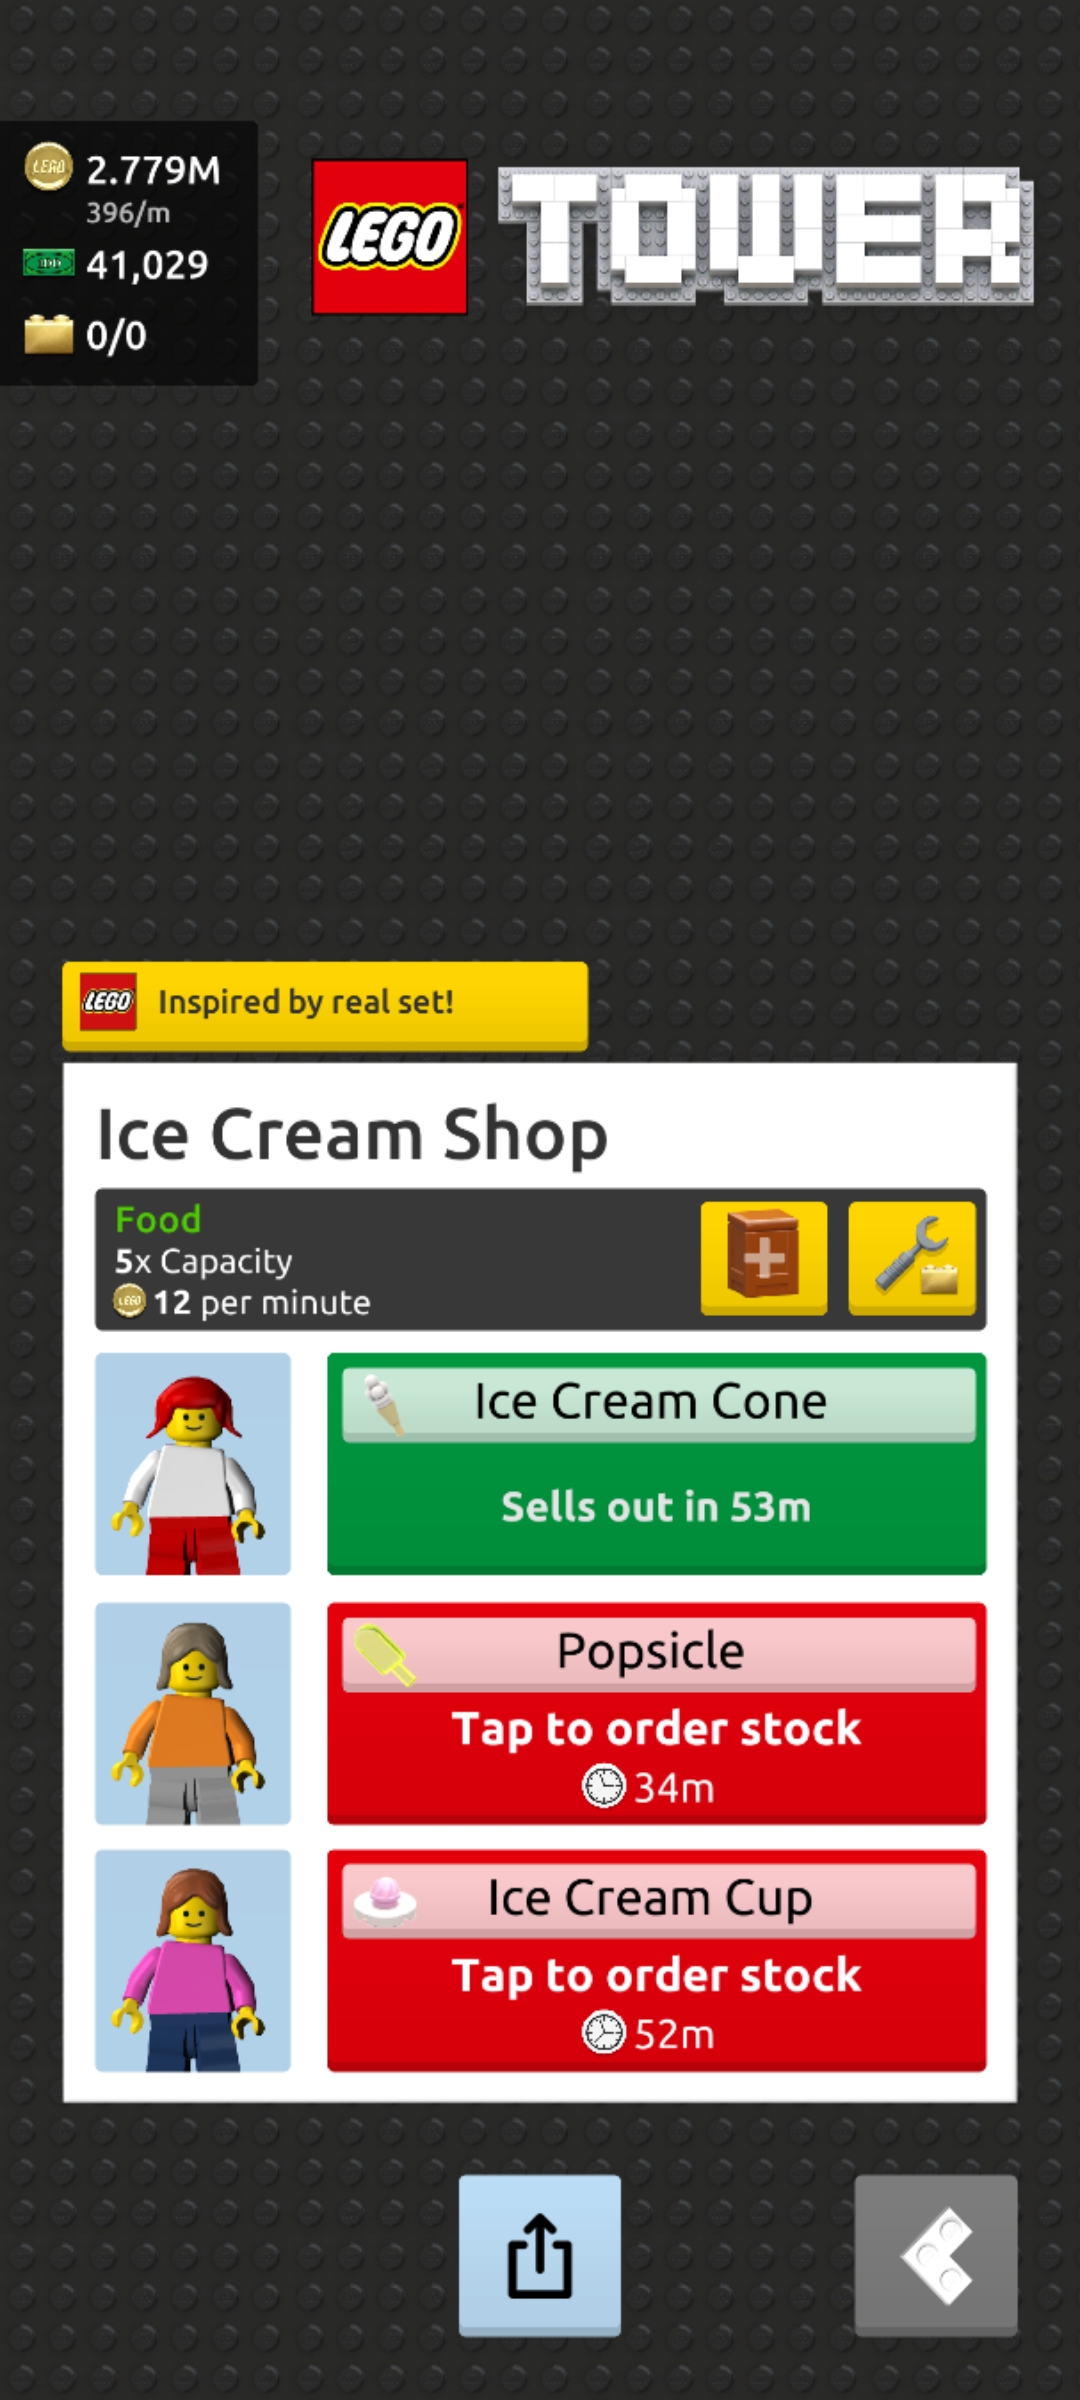 LEGO
2.779M
396/m
41,029
0/0
LEGO TOWER
LEGO Inspired by real set!
Ice Cream Shop
Food
5x Capacity
LEGO 12 per minute
Ice Cream Cone
Sells out in 53m
Popsicle
Tap to order stock
34m
Ice Cream Cup
Tap to order stock
52m